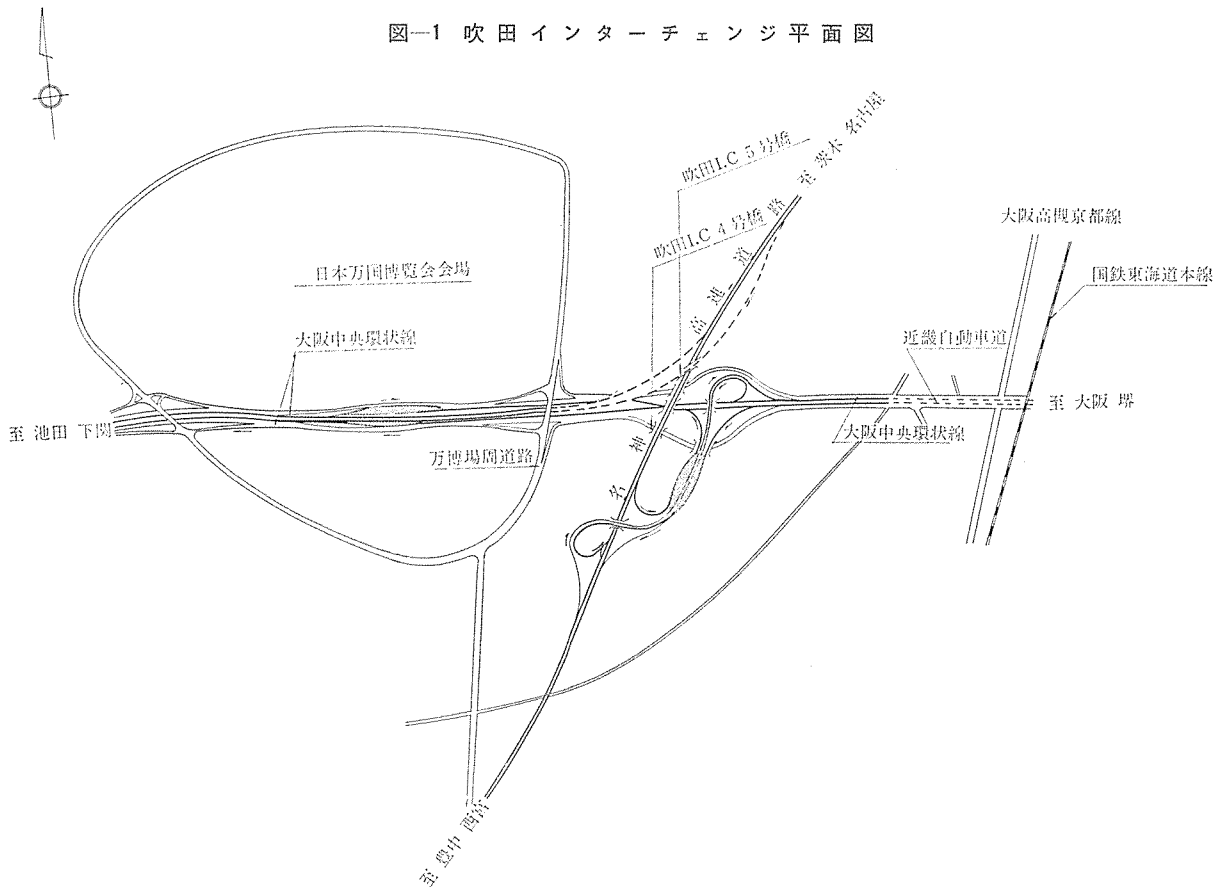 図—1 吹田インターチェンジ平面図
吹田I.C 5号橋
至 茨木 名古屋
吹田I.C 4号橋
大阪高槻京都線
日本万国博覧会会場
国鉄東海道本線
大阪中央環状線
近畿自動車道
至 大阪 堺
至 池田 下関
大阪中央環状線
万博場周道路
名神高速道路
至 豊中 西宮